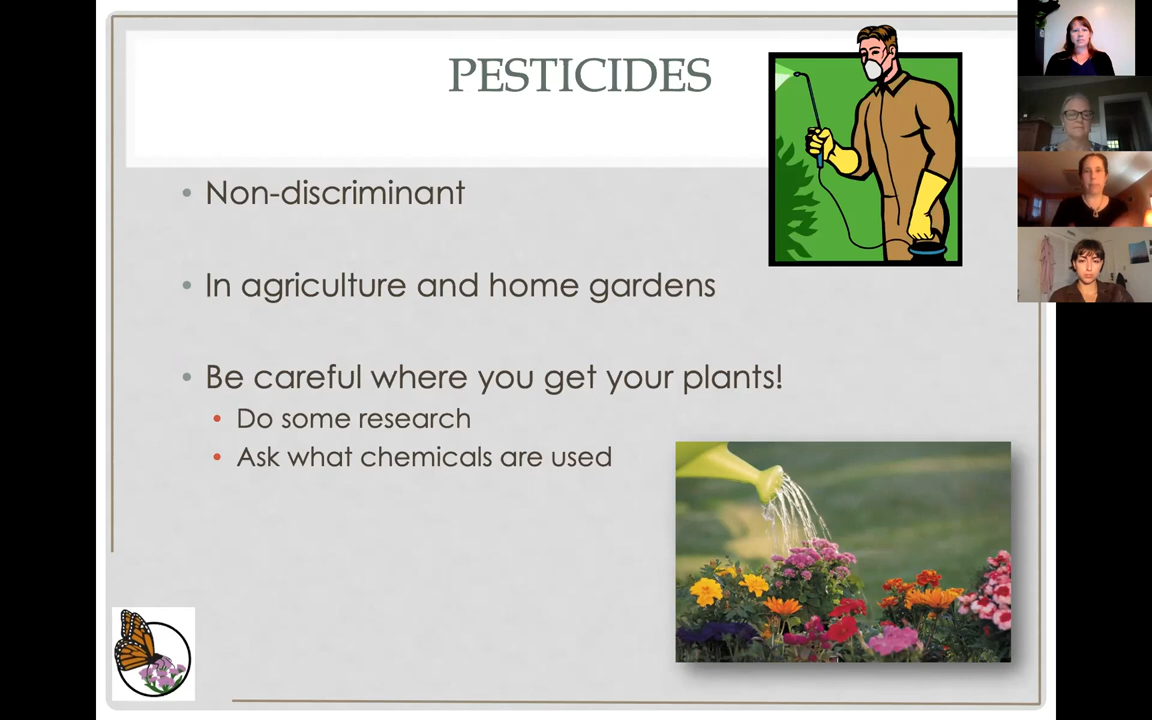 PESTICIDES
Non-discriminant
In agriculture and home gardens
Be careful where you get your plants!
Do some research
Ask what chemicals are used